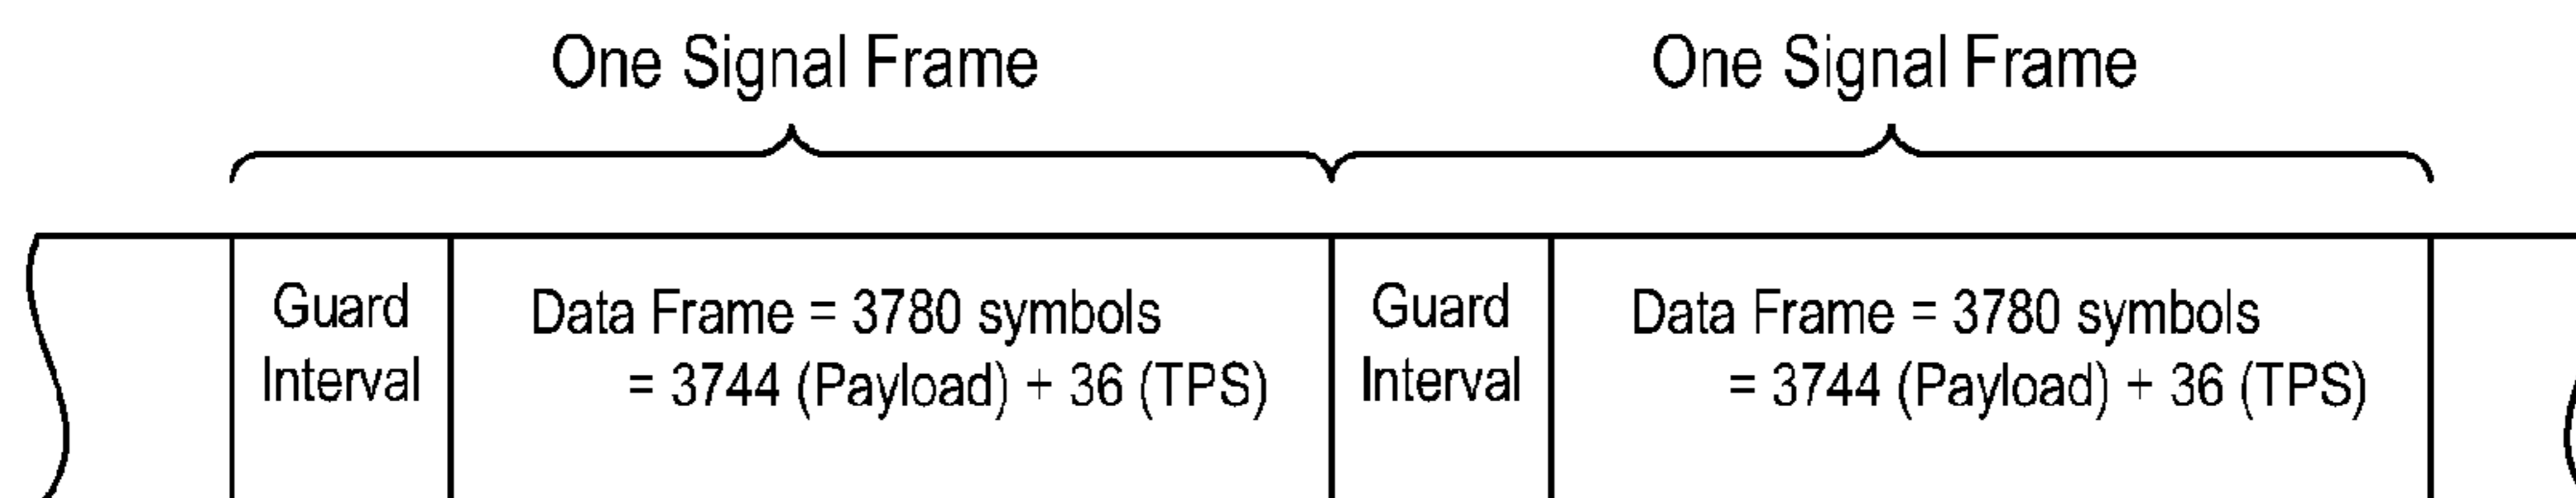 One Signal Frame
One Signal Frame
Guard
Interval
Data Frame = 3780 symbols
= 3744 (Payload) + 36 (TPS)
Guard
Interval
Data Frame = 3780 symbols
= 3744 (Payload) + 36 (TPS)